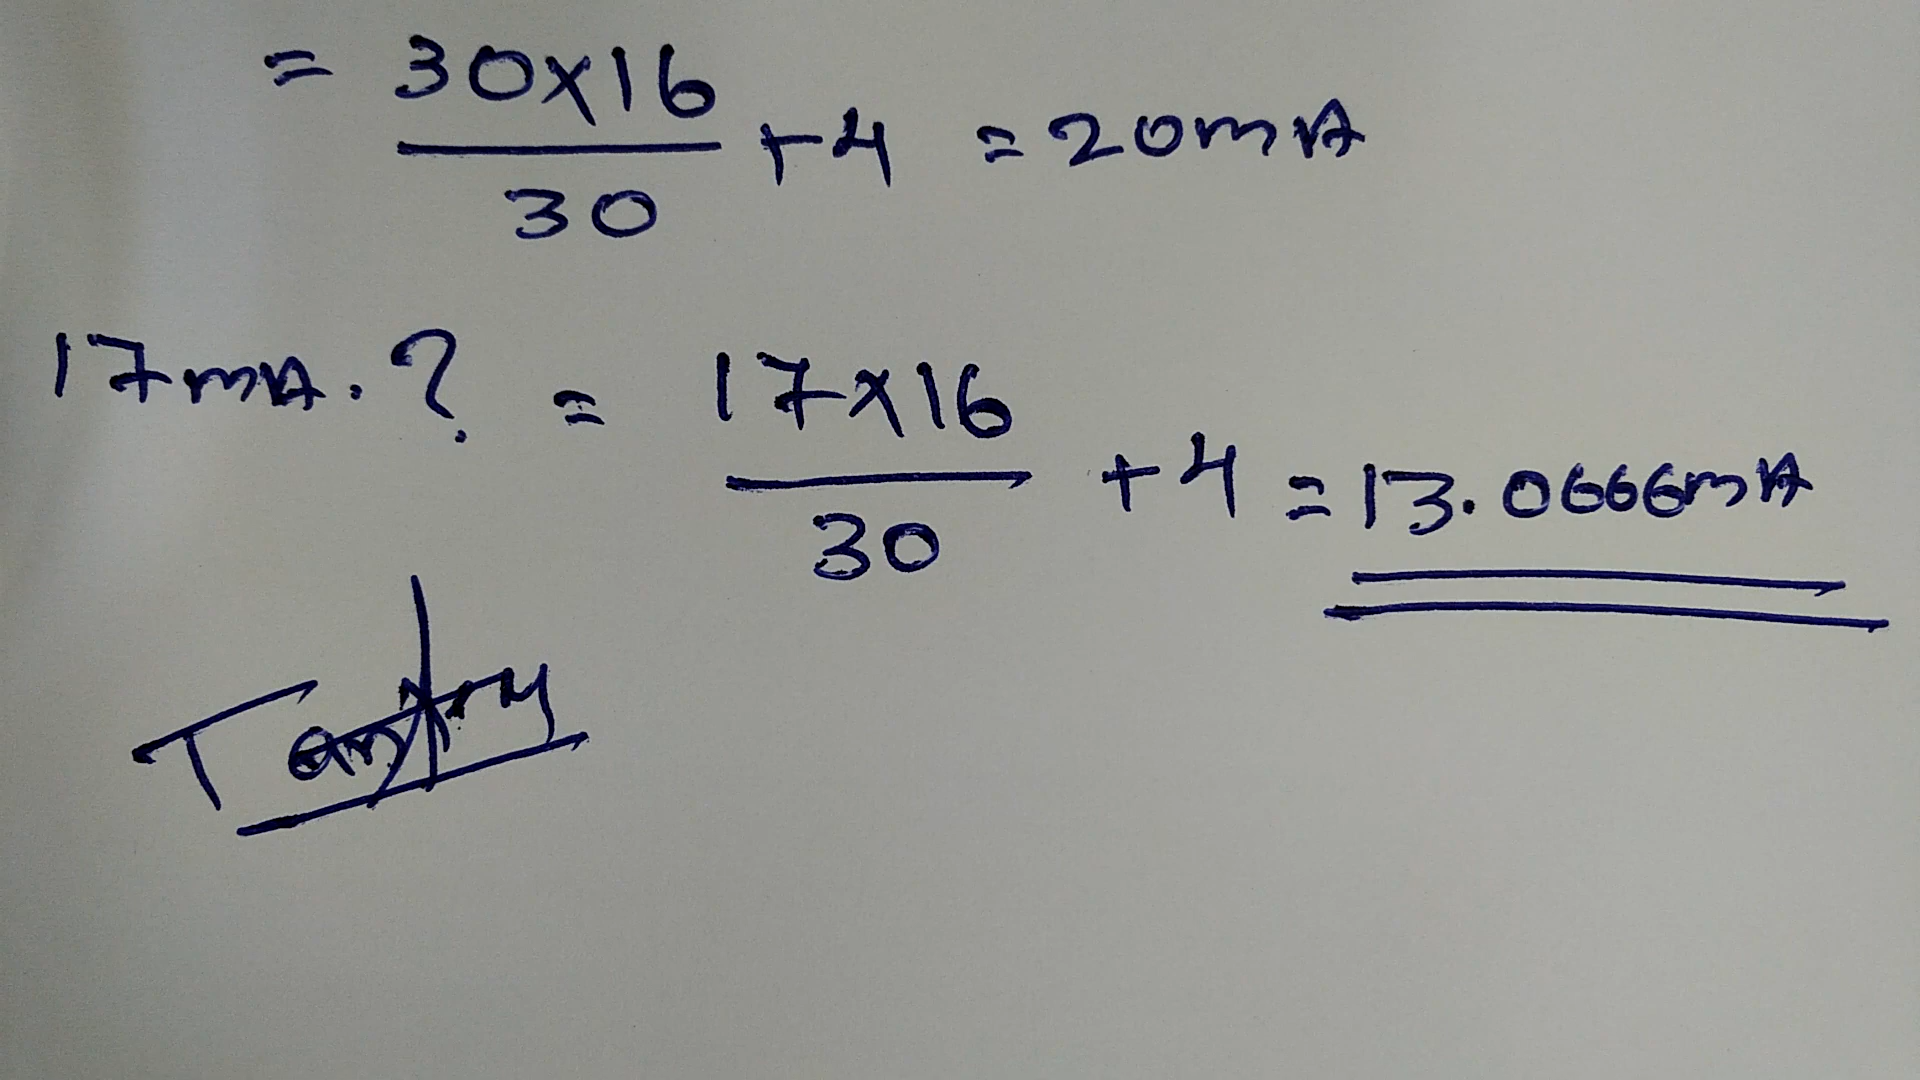 = 30x16/30 +4 = 20mA
17mA.? = 17x16/30 +4 = 13.0666mA